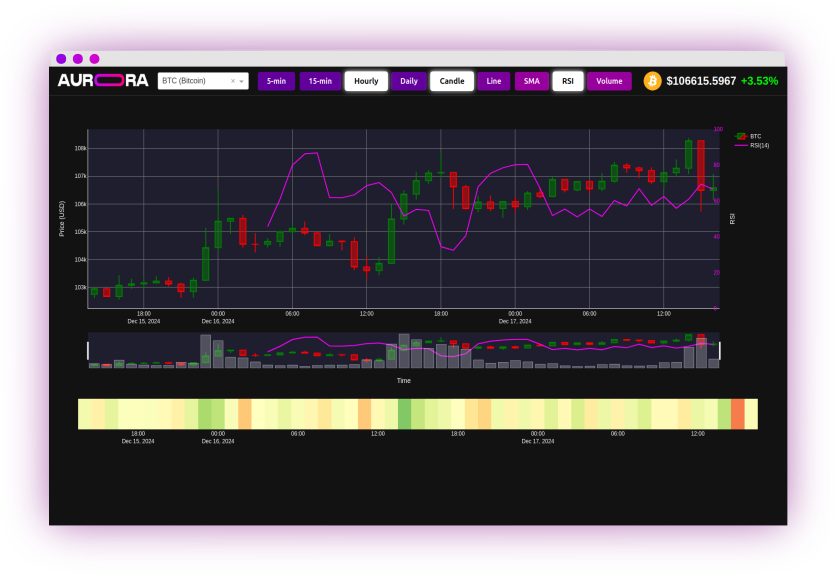 AURORA
BTC (Bitcoin)
5-min
15-min
Hourly
Daily
Candle
Line
SMA
RSI
Volume
$106615.5967 +3.53%
BTC
RSI(14)
Price (USD)
108k
107k
106k
105k
104k
103k
100
80
60
40
20
0
RSI
18:00 00:00 06:00 12:00 18:00 00:00 06:00 12:00
Dec 15, 2024 Dec 16, 2024 Dec 17, 2024
Time
18:00 00:00 06:00 12:00 18:00 00:00 06:00 12:00
Dec 15, 2024 Dec 16, 2024 Dec 17, 2024